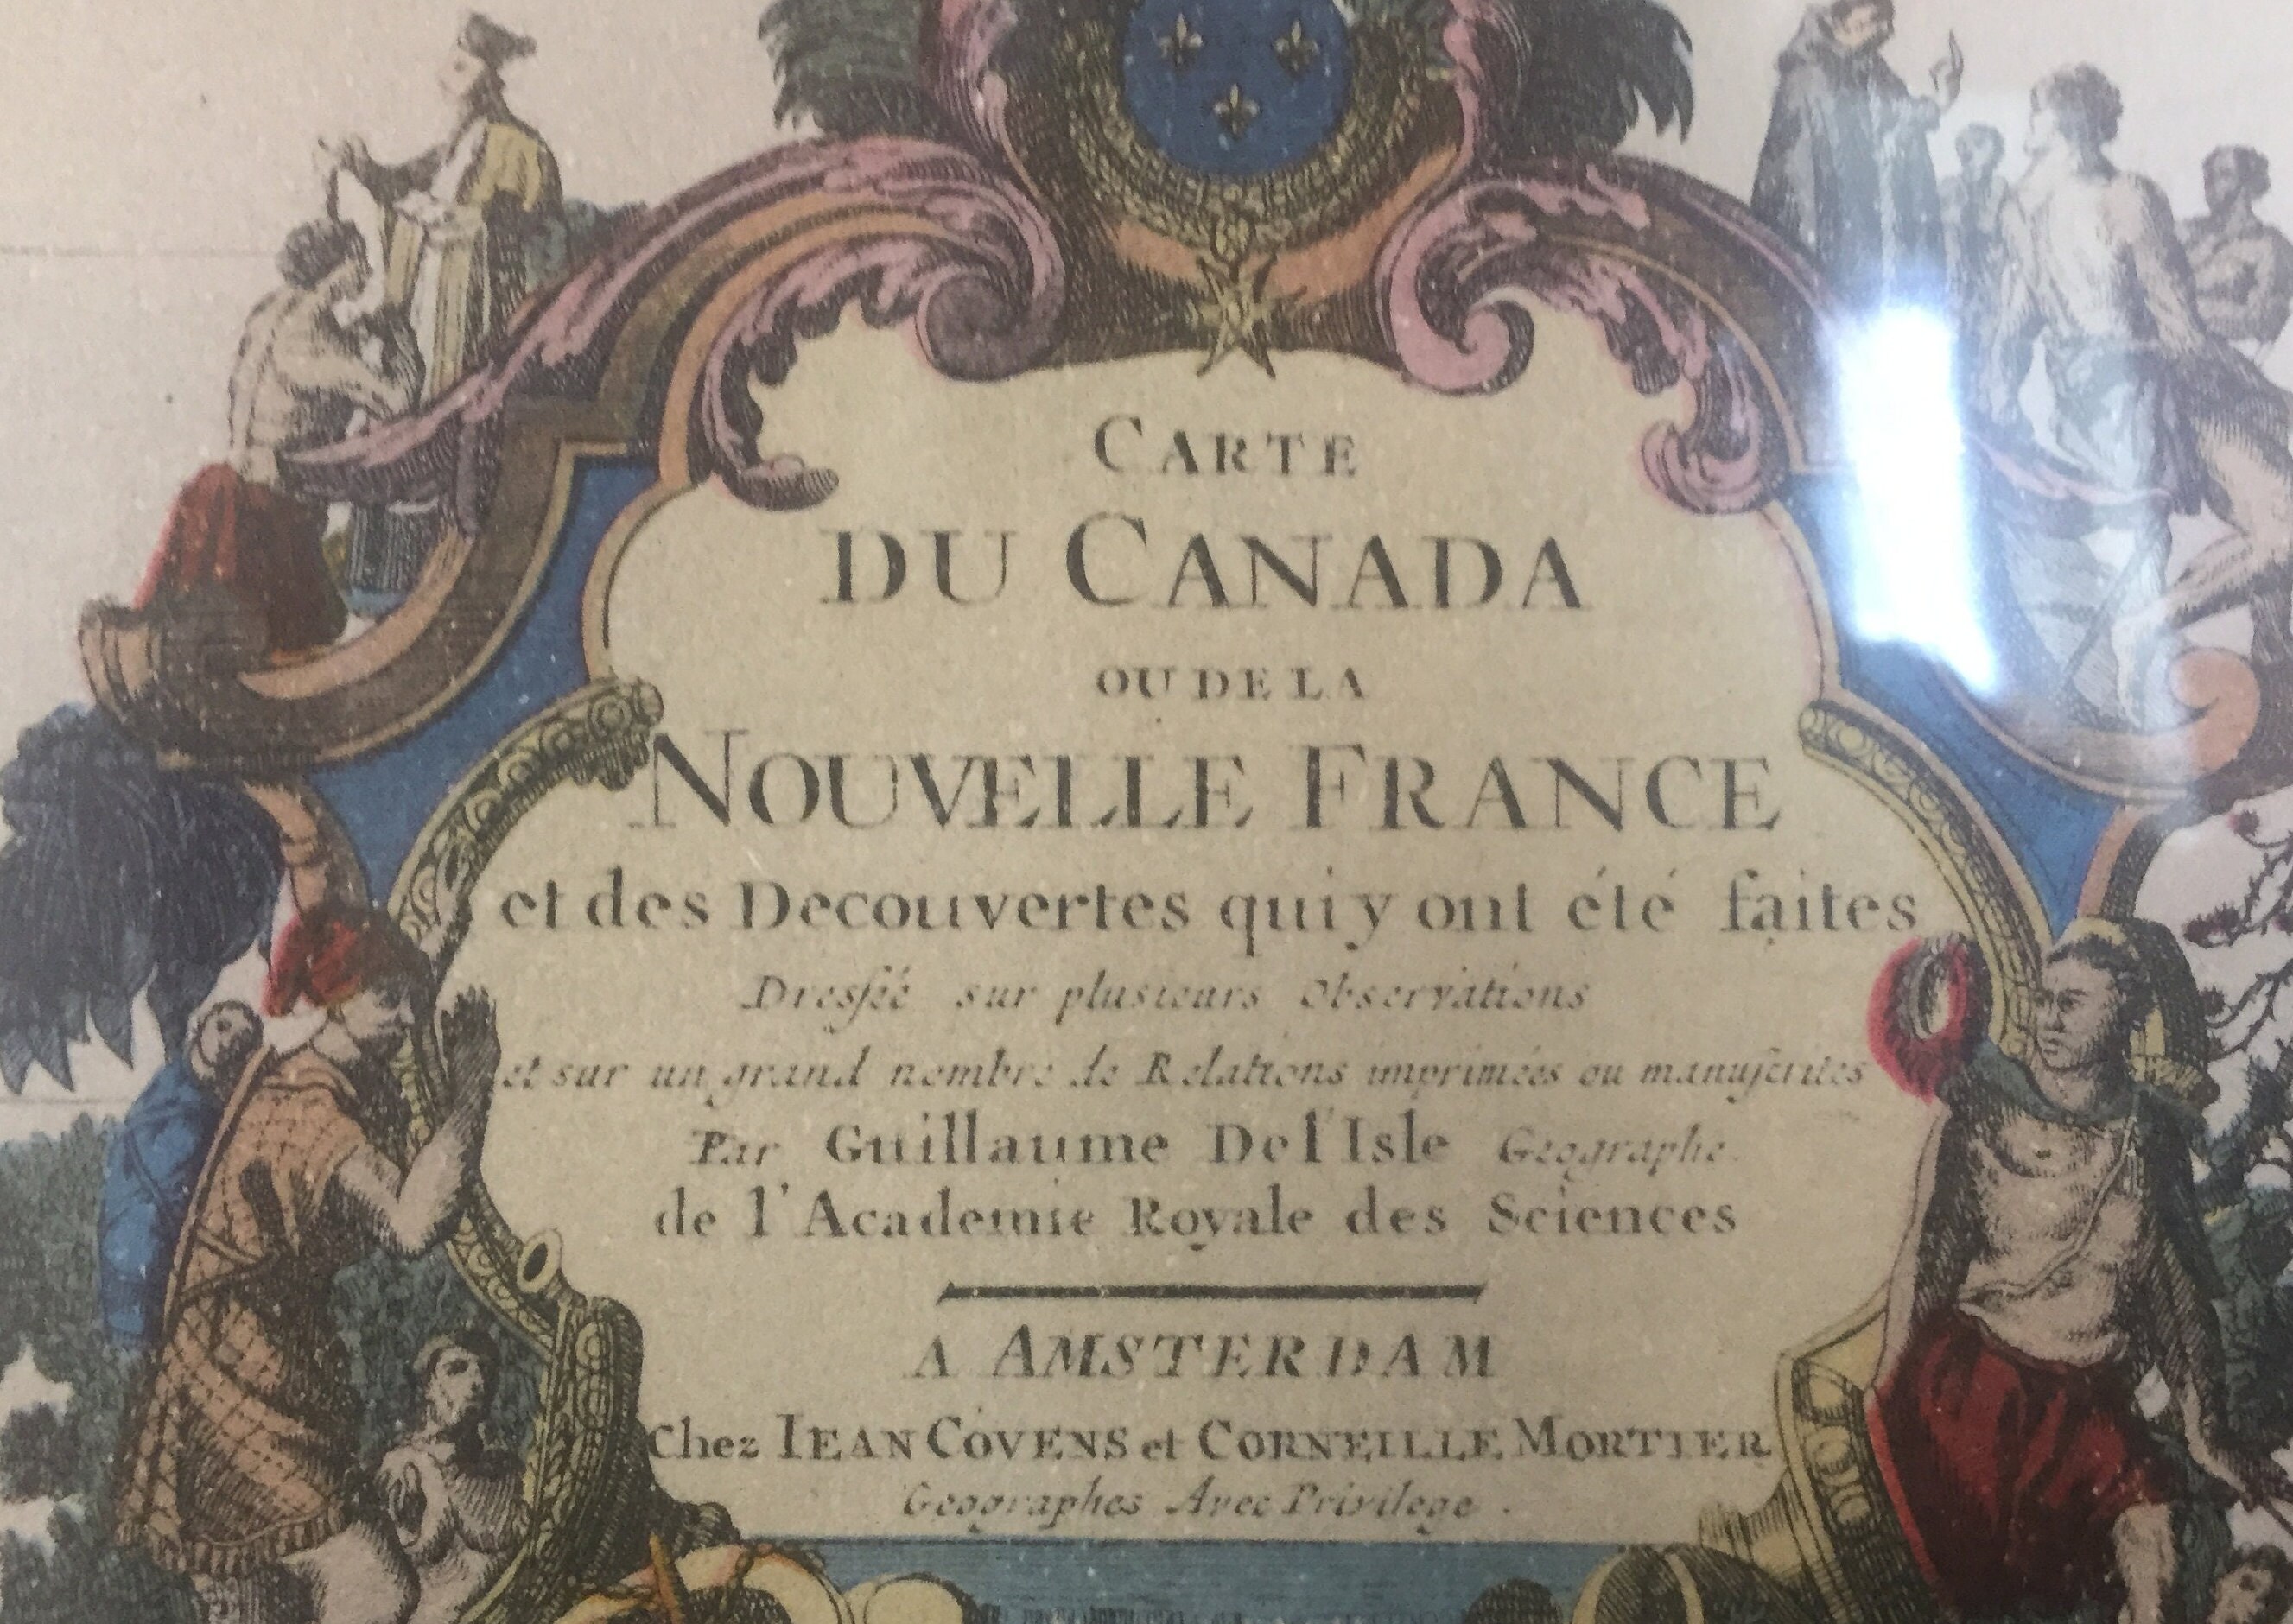 CARTE
DU CANADA
OU DE LA
NOUVELLE FRANCE
et des Decouvertes qui y ont été faites
Dressée sur plusieurs Observations
et sur un grand nombre de Relations imprimées ou manuscrites
Par Guillaume Del'Isle Geographe
de l'Academie Royale des Sciences
A AMSTERDAM
Chez IEAN COVENS et CORNEILLE MORTIER
Geographes Avec Privilege.